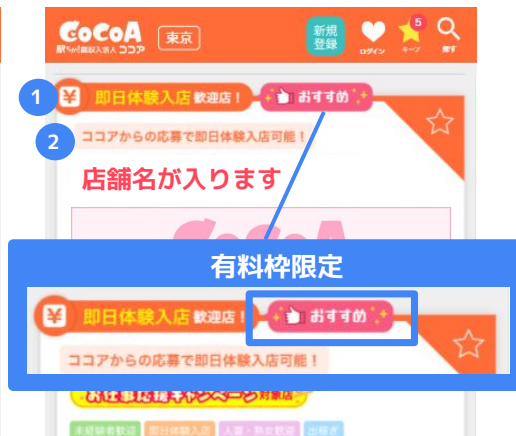 CoCoA
駅ちか!高収入求人 ココア
東京
新規
登録
ログイン
5
キープ
探す
1
¥ 即日体験入店 歓迎店! おすすめ
2
ココアからの応募で即日体験入店可能!
店舗名が入ります
CoCoA
有料枠限定
¥ 即日体験入店 歓迎店! おすすめ
ココアからの応募で即日体験入店可能!
お仕事応援キャンペーン対象店
未経験者歓迎 即日体験入店 人妻・熟女歓迎 出稼ぎ